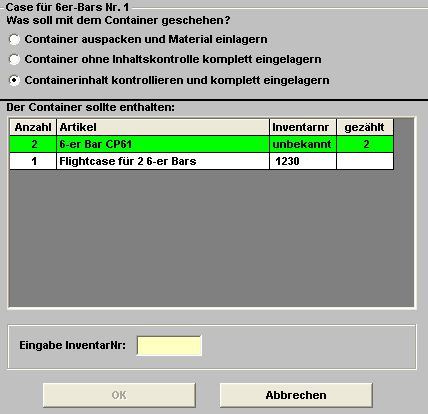 Case für 6er-Bars Nr. 1
Was soll mit dem Container geschehen?
Container auspacken und Material einlagern
Container ohne Inhaltskontrolle komplett eingelagern
Containerinhalt kontrollieren und komplett eingelagern
Der Container sollte enthalten:
Anzahl Artikel Inventarnr gezählt
2 6-er Bar CP61 unbekannt 2
1 Flightcase für 2 6-er Bars 1230
Eingabe InventarNr:
OK Abbrechen